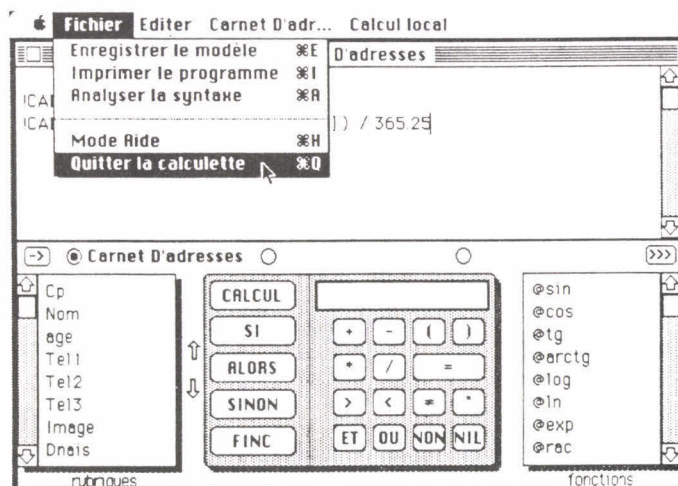 Fichier Editer Carnet D'adr... Calcul local
Enregistrer le modèle ⌘E
D'adresses
Imprimer le programme ⌘I
Analyser la syntaxe ⌘A
]) / 365.25
Mode Aide ⌘H
Quitter la calculette ⌘Q
-> Carnet D'adresses >>>
Cp
Nom
age
Tel1
Tel2
Tel3
Image
Dnais
rubriques
CALCUL
SI
ALORS
SINON
FINC
+ - ( )
* / =
> < ≠ "
ET OU NON NIL
@sin
@cos
@tg
@arctg
@log
@ln
@exp
@rac
fonctions